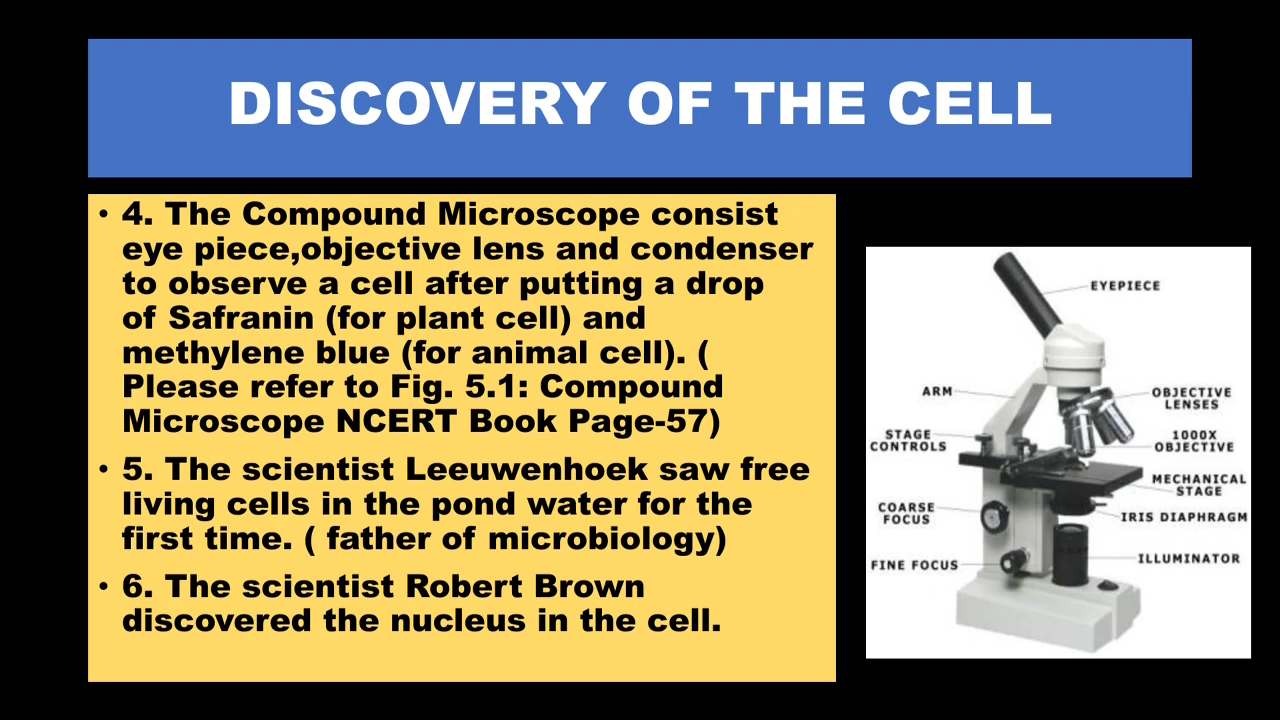 DISCOVERY OF THE CELL
• 4. The Compound Microscope consist
eye piece,objective lens and condenser
to observe a cell after putting a drop
of Safranin (for plant cell) and
methylene blue (for animal cell). (
Please refer to Fig. 5.1: Compound
Microscope NCERT Book Page-57)
• 5. The scientist Leeuwenhoek saw free
living cells in the pond water for the
first time. ( father of microbiology)
• 6. The scientist Robert Brown
discovered the nucleus in the cell.
EYEPIECE
ARM
OBJECTIVE
LENSES
STAGE
CONTROLS
1000X
OBJECTIVE
MECHANICAL
STAGE
COARSE
FOCUS
IRIS DIAPHRAGM
ILLUMINATOR
FINE FOCUS